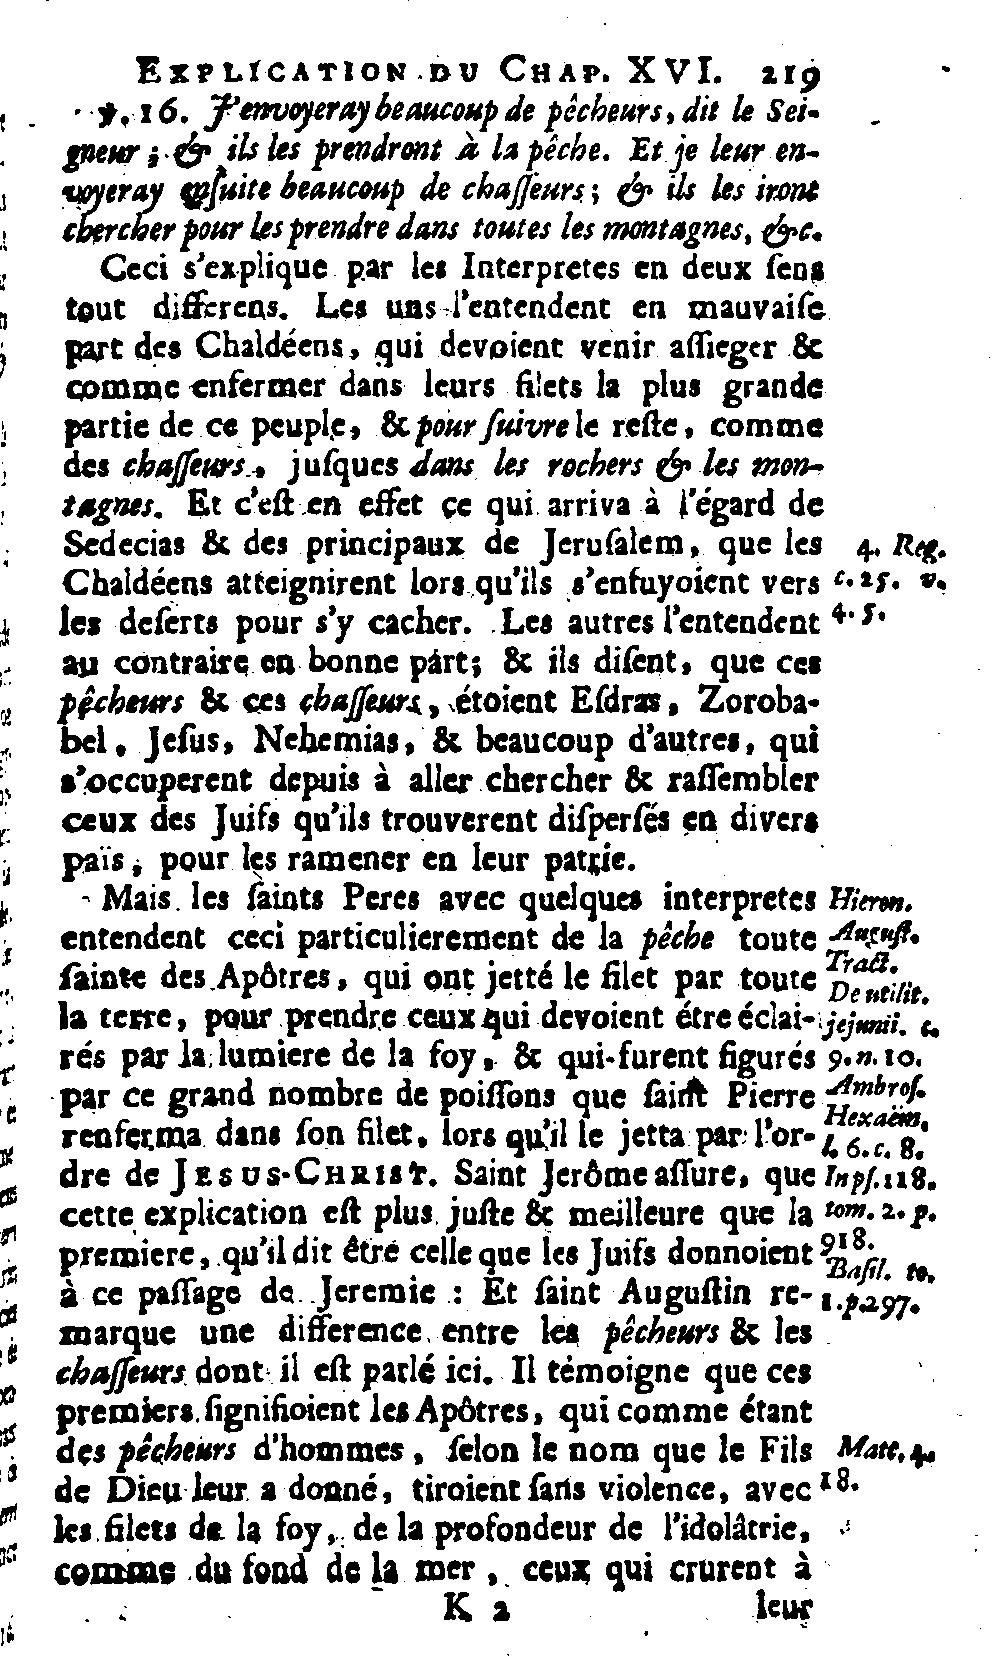 EXPLICATION DU CHAP. XVI. 219
℣. 16. J'envoyeray beaucoup de pêcheurs, dit le Sei-
gneur ; & ils les prendront à la pêche. Et je leur en-
voyeray enſuite beaucoup de chaſſeurs ; & ils les iront
chercher pour les prendre dans toutes les montagnes, &c.
Ceci s'explique par les Interpretes en deux ſens
tout differens. Les uns l'entendent en mauvaiſe
part des Chaldéens, qui devoient venir aſſieger &
comme enfermer dans leurs filets la plus grande
partie de ce peuple, & pour ſuivre le reſte, comme
des chaſſeurs, juſques dans les rochers & les mon-
tagnes. Et c'eſt en effet ce qui arriva à l'égard de
Sedecias & des principaux de Jeruſalem, que les
Chaldéens atteignirent lors qu'ils s'enfuyoient vers
les deſerts pour s'y cacher. Les autres l'entendent
au contraire en bonne part; & ils diſent, que ces
pêcheurs & ces chaſſeurs, étoient Eſdras, Zoroba-
bel, Jeſus, Nehemias, & beaucoup d'autres, qui
s'occuperent depuis à aller chercher & raſſembler
ceux des Juifs qu'ils trouverent diſperſés en divers
païs, pour les ramener en leur patrie.
Mais les ſaints Peres avec quelques interpretes
entendent ceci particulierement de la pêche toute
ſainte des Apôtres, qui ont jetté le filet par toute
la terre, pour prendre ceux qui devoient étre éclai-
rés par la lumiere de la foy, & qui furent figurés
par ce grand nombre de poiſſons que ſaint Pierre
renferma dans ſon filet, lors qu'il le jetta par l'or-
dre de JESUS-CHRIST. Saint Jerôme aſſure, que
cette explication eſt plus juſte & meilleure que la
premiere, qu'il dit être celle que les Juifs donnoient
à ce paſſage de Jeremie : Et ſaint Auguſtin re-
marque une difference entre les pêcheurs & les
chaſſeurs dont il eſt parlé ici. Il témoigne que ces
premiers ſignifioient les Apôtres, qui comme étant
des pêcheurs d'hommes, ſelon le nom que le Fils
de Dieu leur a donné, tiroient ſans violence, avec
les filets de la foy, de la profondeur de l'idolâtrie,
comme du fond de la mer, ceux qui crurent à
K 2 leur
4. Reg.
c. 25. v.
4. 5.
Hieron.
Auguſt.
Tract.
De utilit.
jejunii. c.
9. n. 10.
Ambroſ.
Hexaëm.
l. 6. c. 8.
In pſ. 118.
tom. 2. p.
918.
Baſil. to.
1. p. 297.
Matt. 4.
18.